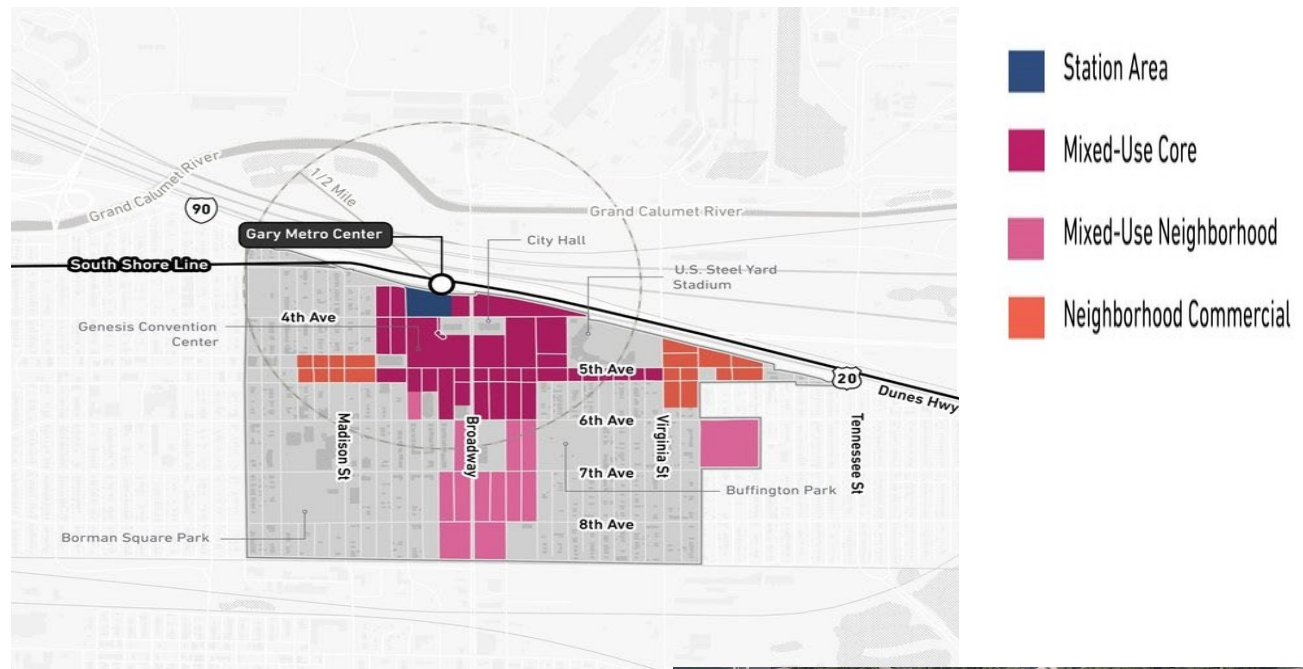 Grand Calumet River
90
1/2 Mile
Gary Metro Center
Grand Calumet River
City Hall
South Shore Line
U.S. Steel Yard
Stadium
4th Ave
Genesis Convention
Center
5th Ave
20
Dunes Hwy
Madison St
Broadway
6th Ave
Virginia St
Tennessee St
7th Ave
Buffington Park
8th Ave
Borman Square Park
Station Area
Mixed-Use Core
Mixed-Use Neighborhood
Neighborhood Commercial